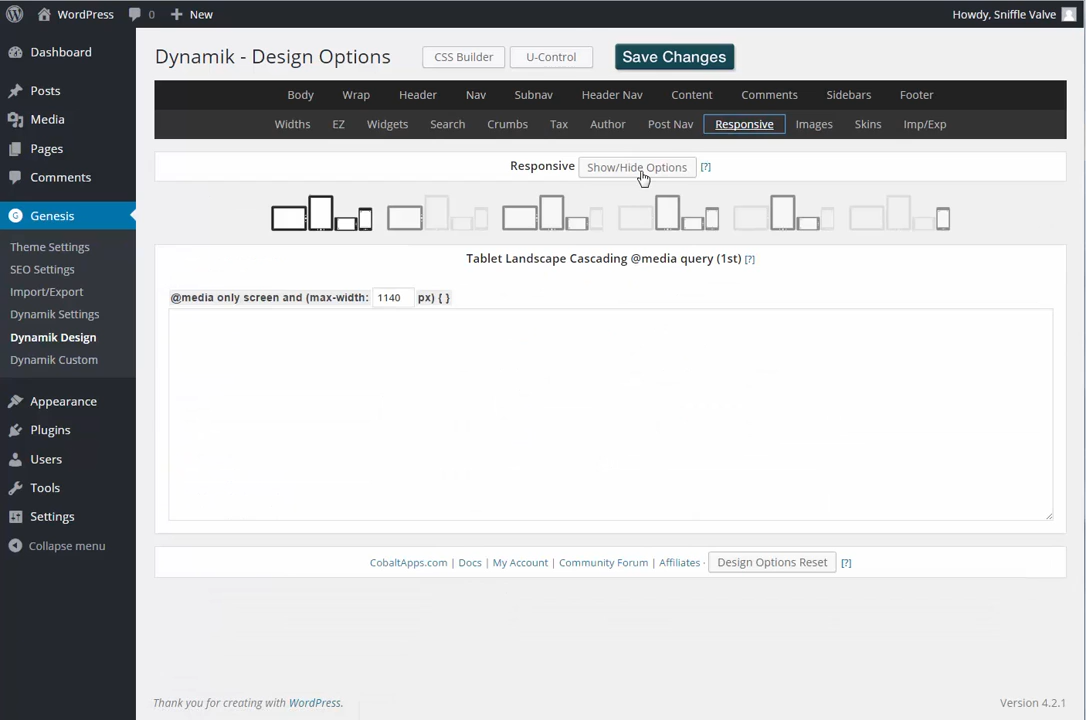 WordPress 0 New Howdy, Sniffle Valve
Dashboard
Posts
Media
Pages
Comments
Genesis
Theme Settings
SEO Settings
Import/Export
Dynamik Settings
Dynamik Design
Dynamik Custom
Appearance
Plugins
Users
Tools
Settings
Collapse menu
Dynamik - Design Options CSS Builder U-Control Save Changes
Body Wrap Header Nav Subnav Header Nav Content Comments Sidebars Footer
Widths EZ Widgets Search Crumbs Tax Author Post Nav Responsive Images Skins Imp/Exp
Responsive Show/Hide Options [?]
Tablet Landscape Cascading @media query (1st) [?]
@media only screen and (max-width: 1140 px) { }
CobaltApps.com | Docs | My Account | Community Forum | Affiliates · Design Options Reset [?]
Thank you for creating with WordPress. Version 4.2.1